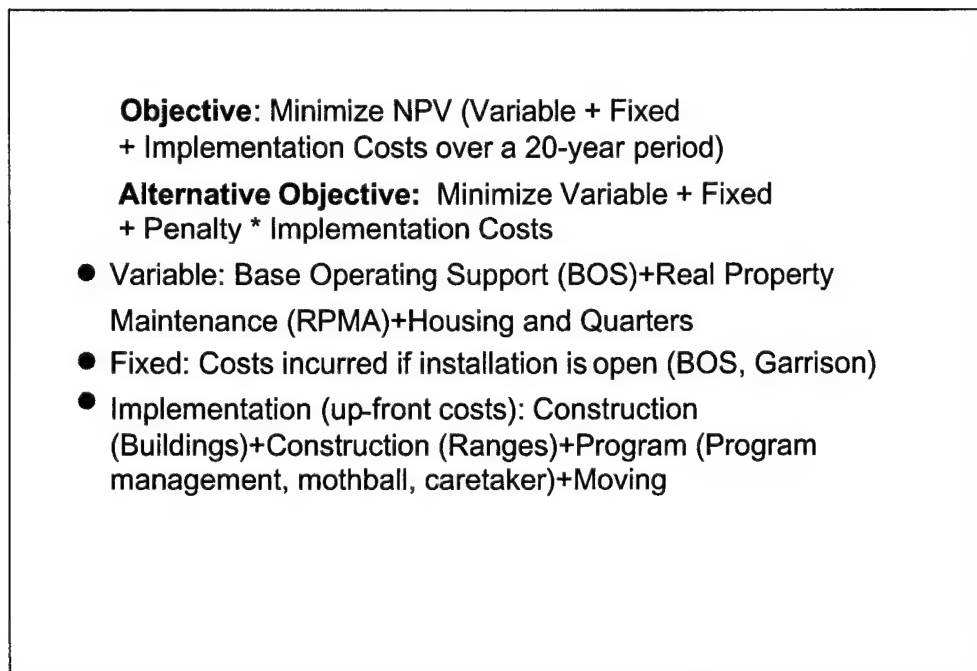 Objective: Minimize NPV (Variable + Fixed
+ Implementation Costs over a 20-year period)
Alternative Objective: Minimize Variable + Fixed
+ Penalty * Implementation Costs
● Variable: Base Operating Support (BOS)+Real Property
Maintenance (RPMA)+Housing and Quarters
● Fixed: Costs incurred if installation is open (BOS, Garrison)
● Implementation (up-front costs): Construction
(Buildings)+Construction (Ranges)+Program (Program
management, mothball, caretaker)+Moving